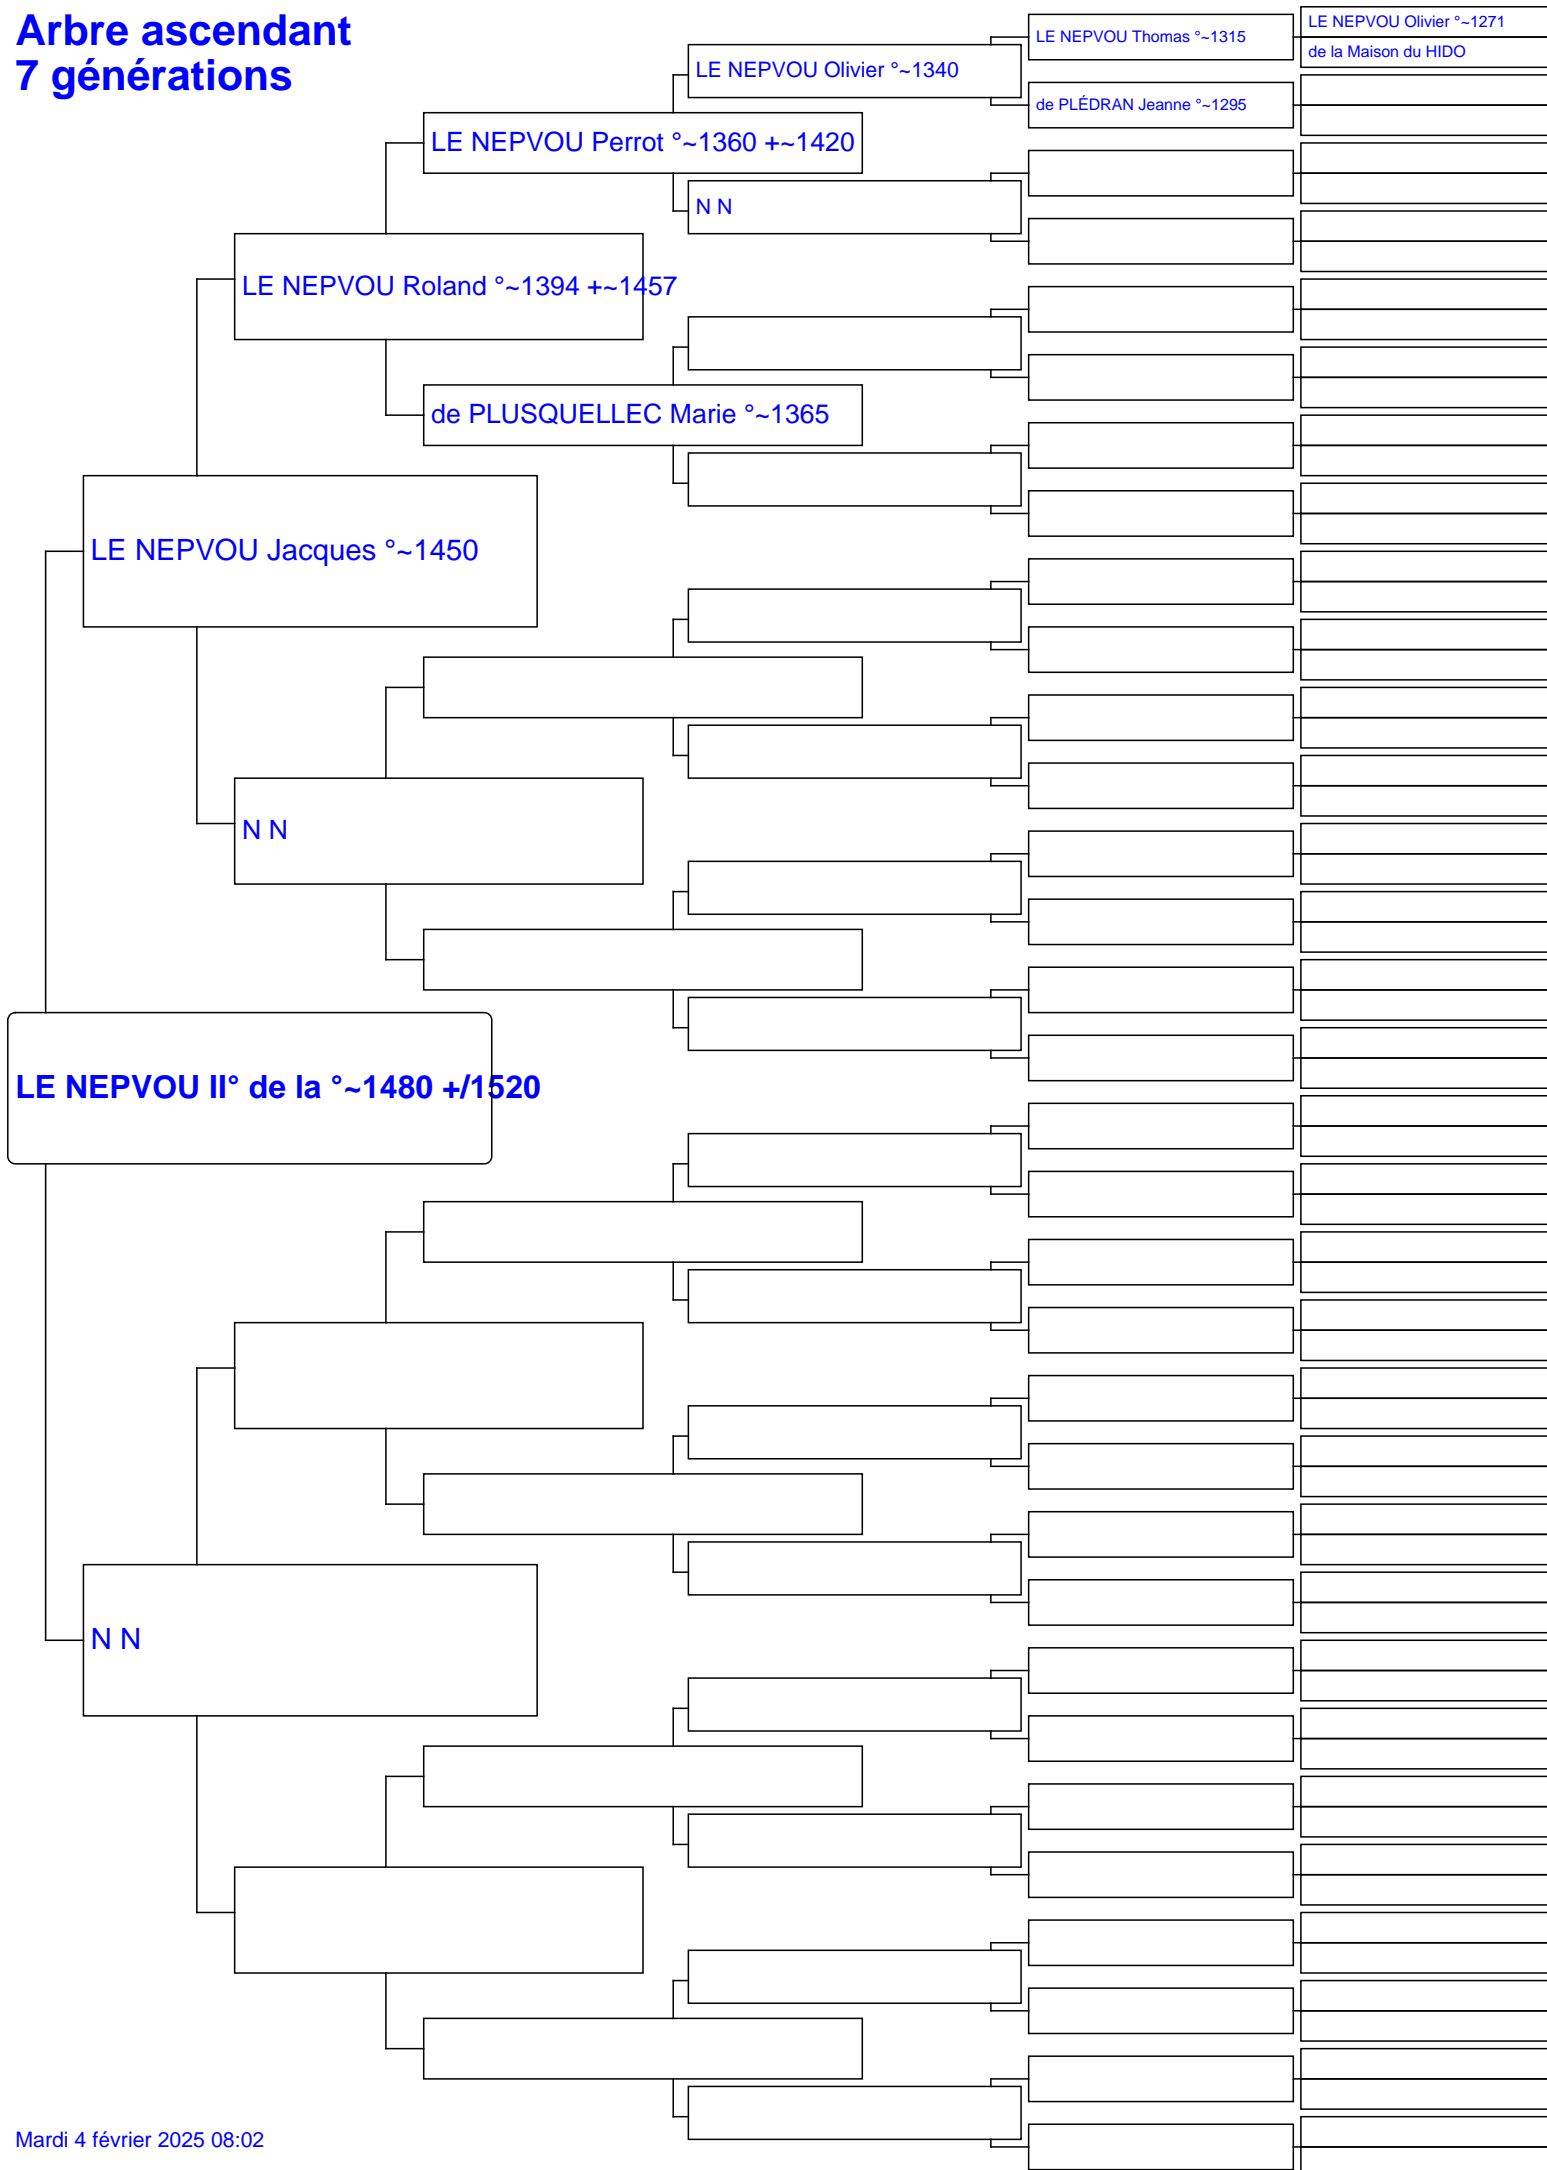 Arbre ascendant
7 générations
LE NEPVOU Olivier °~1271
LE NEPVOU Thomas °~1315
de la Maison du HIDO
LE NEPVOU Olivier °~1340
de PLÉDRAN Jeanne °~1295
LE NEPVOU Perrot °~1360 +~1420
N N
LE NEPVOU Roland °~1394 +~1457
de PLUSQUELLEC Marie °~1365
LE NEPVOU Jacques °~1450
N N
LE NEPVOU II° de la °~1480 +/1520
N N
Mardi 4 février 2025 08:02